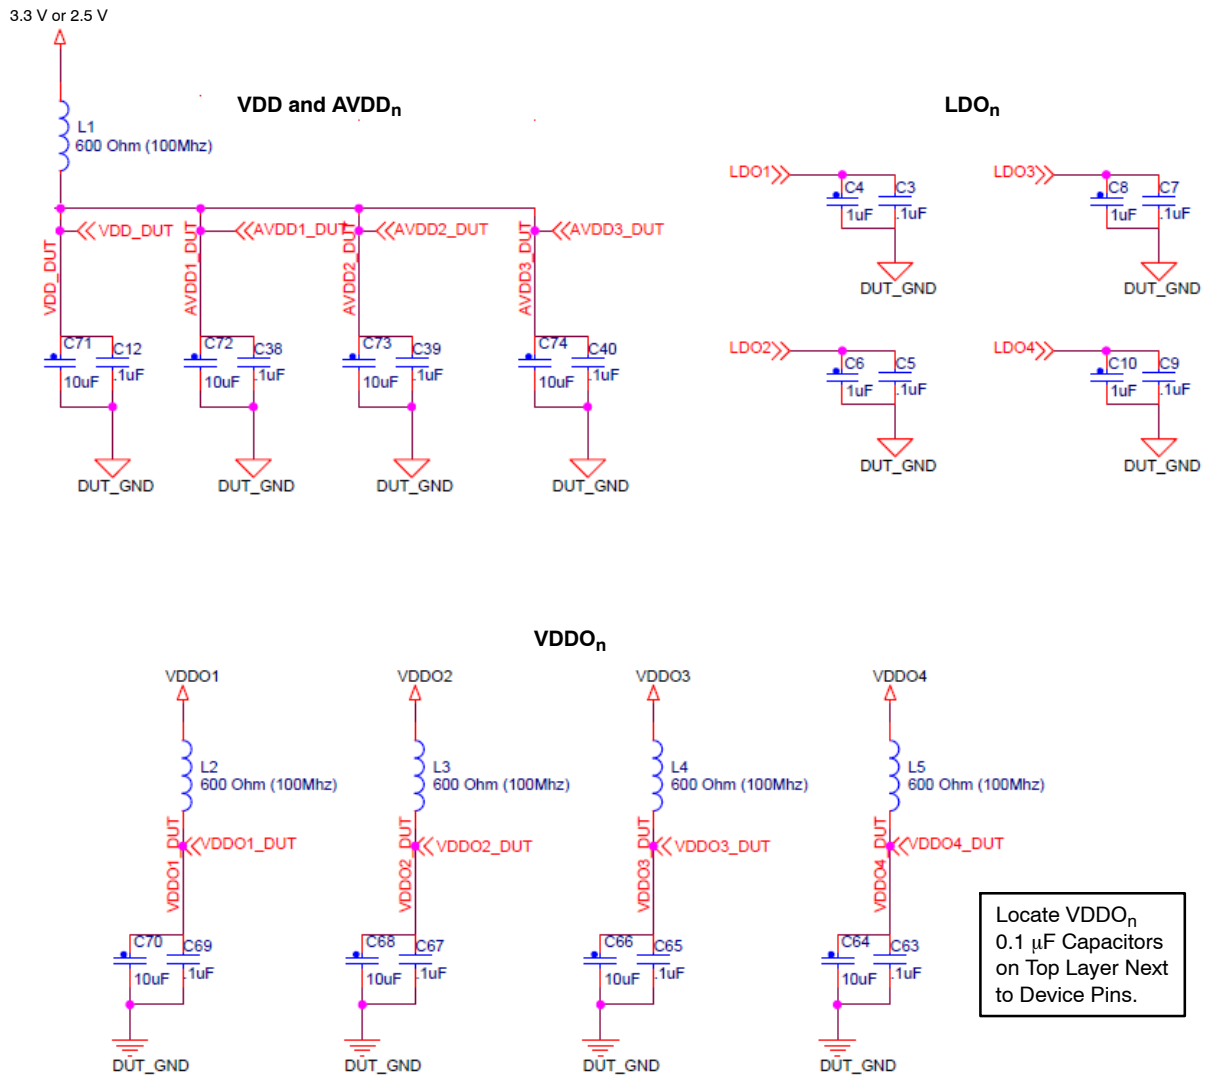 3.3 V or 2.5 V
VDD and AVDDn
LDOn
L1
600 Ohm (100Mhz)
VDD_DUT
AVDD1_DUT
AVDD2_DUT
AVDD3_DUT
VDD_DUT
AVDD1_DUT
AVDD2_DUT
AVDD3_DUT
C71
C12
10uF
.1uF
DUT_GND
C72
C38
10uF
.1uF
DUT_GND
C73
C39
10uF
.1uF
DUT_GND
C74
C40
10uF
.1uF
DUT_GND
LDO1
C4
C3
1uF
.1uF
DUT_GND
LDO3
C8
C7
1uF
.1uF
DUT_GND
LDO2
C6
C5
1uF
.1uF
DUT_GND
LDO4
C10
C9
1uF
.1uF
DUT_GND
VDDOn
VDDO1
L2
600 Ohm (100Mhz)
VDDO1_DUT
VDDO1_DUT
C70
C69
10uF
.1uF
DUT_GND
VDDO2
L3
600 Ohm (100Mhz)
VDDO2_DUT
VDDO2_DUT
C68
C67
10uF
.1uF
DUT_GND
VDDO3
L4
600 Ohm (100Mhz)
VDDO3_DUT
VDDO3_DUT
C66
C65
10uF
.1uF
DUT_GND
VDDO4
L5
600 Ohm (100Mhz)
VDDO4_DUT
VDDO4_DUT
C64
C63
10uF
.1uF
DUT_GND
Locate VDDOn
0.1 μF Capacitors
on Top Layer Next
to Device Pins.